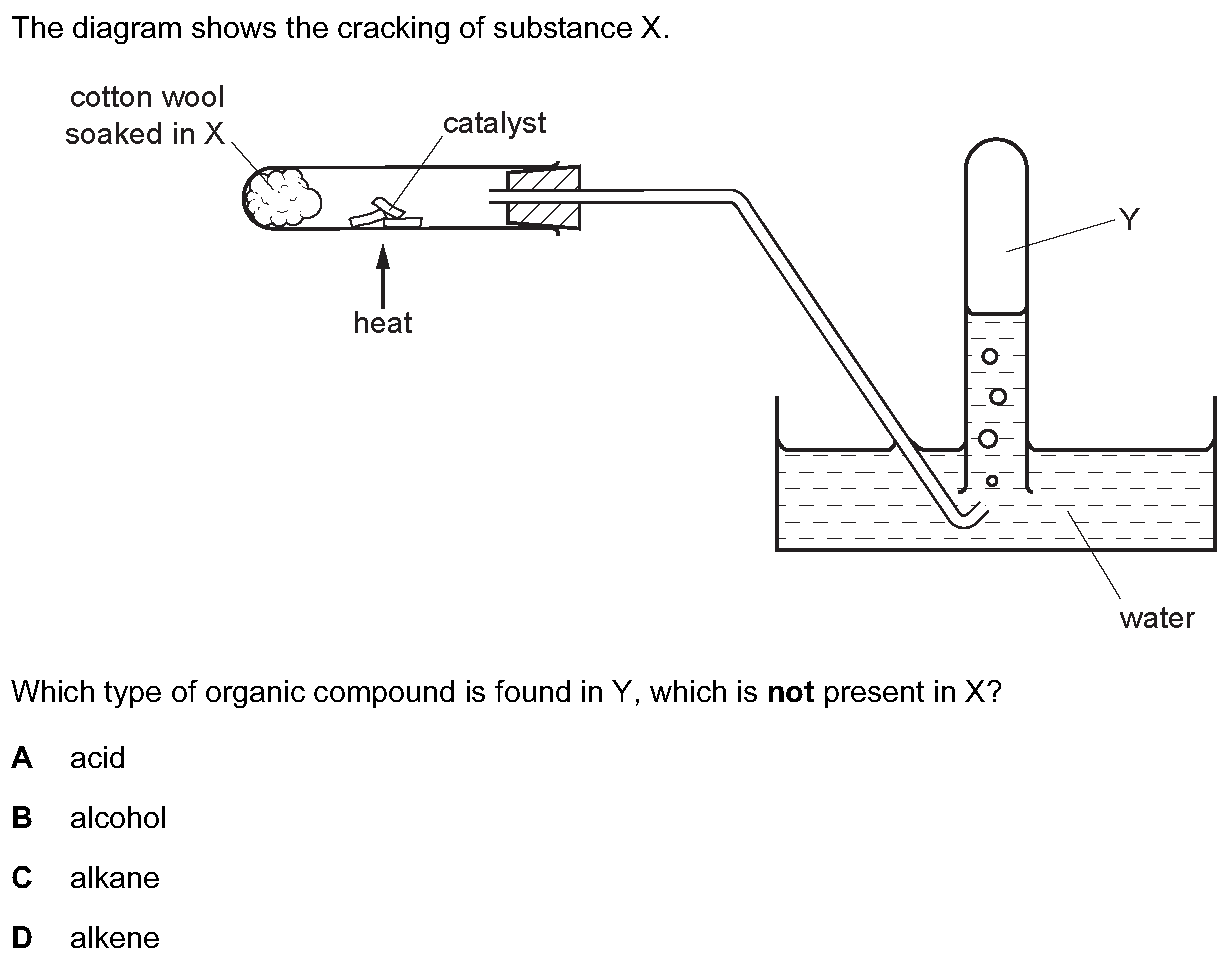 The diagram shows the cracking of substance X.
cotton wool
soaked in X
catalyst
Y
heat
water
Which type of organic compound is found in Y, which is not present in X?
A acid
B alcohol
C alkane
D alkene